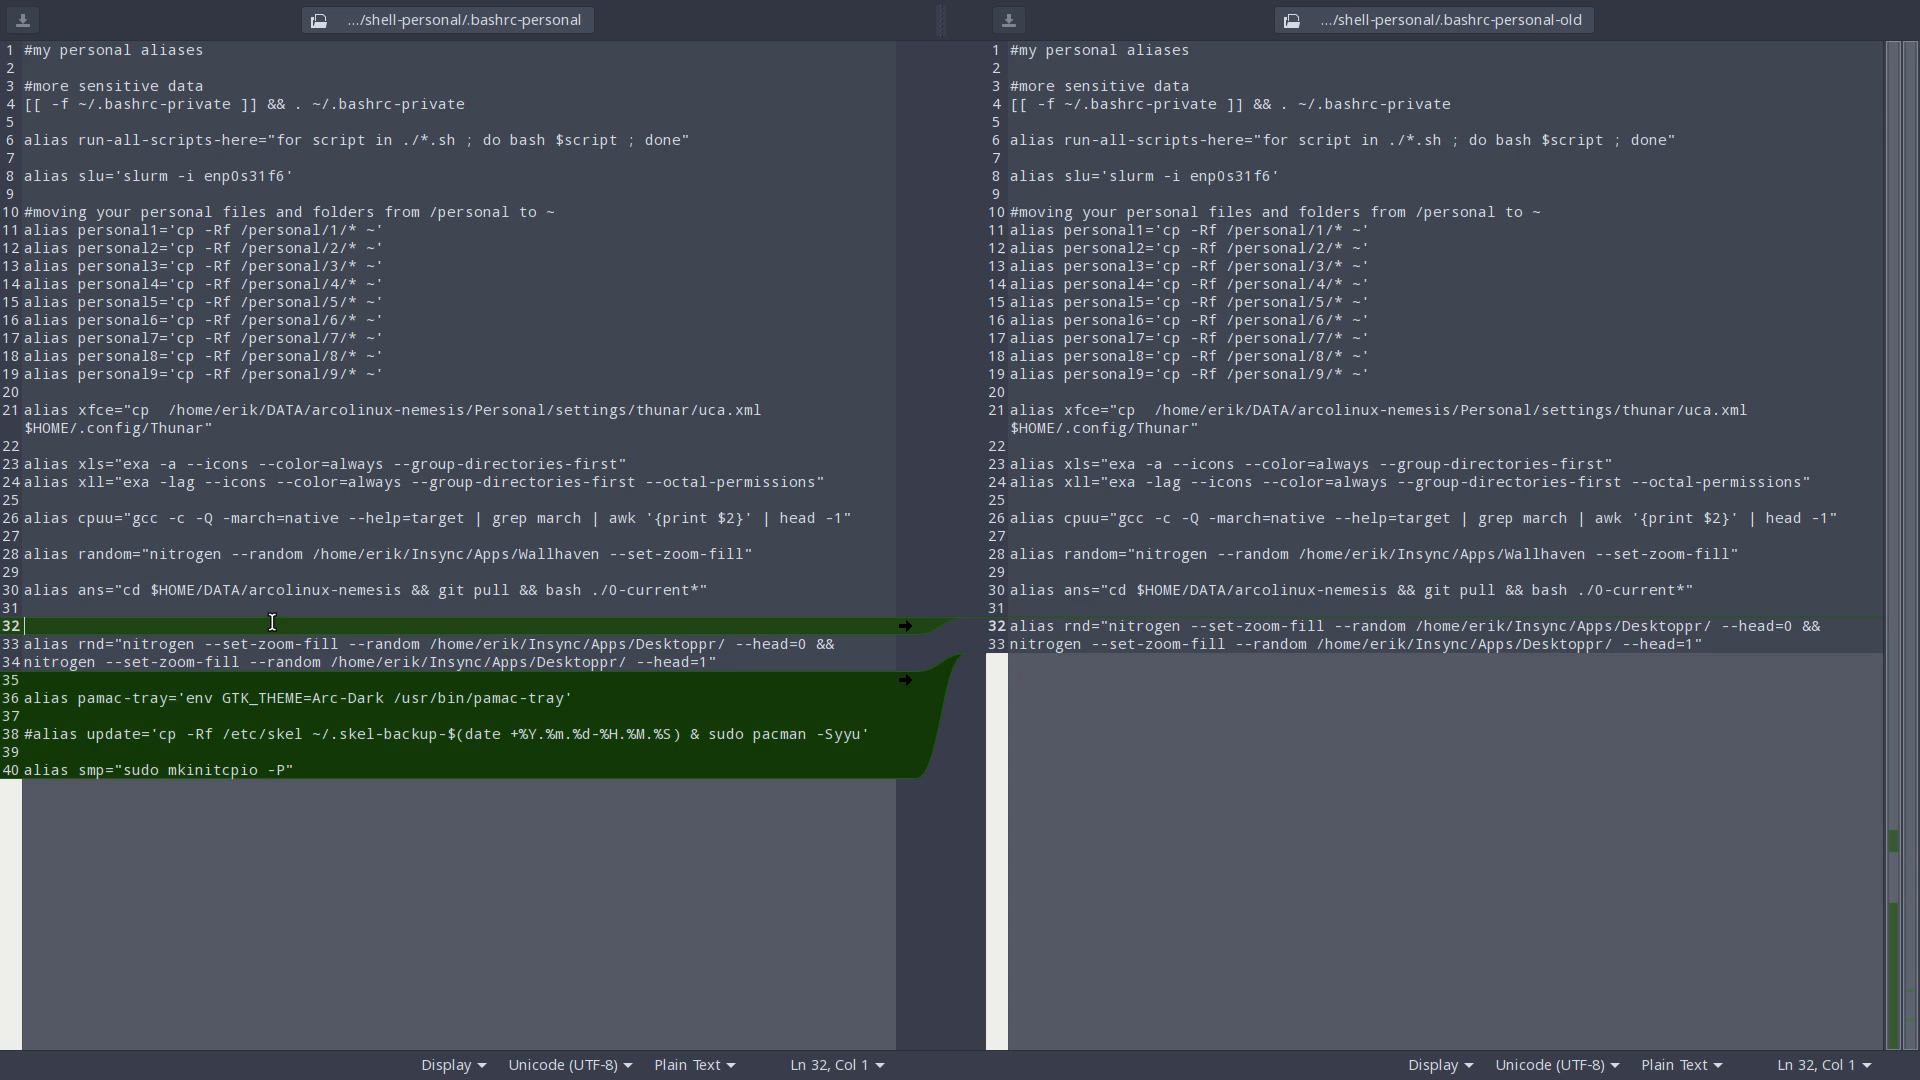 .../shell-personal/.bashrc-personal
1 #my personal aliases
2
3 #more sensitive data
4 [[ -f ~/.bashrc-private ]] && . ~/.bashrc-private
5
6 alias run-all-scripts-here="for script in ./*.sh ; do bash $script ; done"
7
8 alias slu='slurm -i enp0s31f6'
9
10 #moving your personal files and folders from /personal to ~
11 alias personal1='cp -Rf /personal/1/* ~'
12 alias personal2='cp -Rf /personal/2/* ~'
13 alias personal3='cp -Rf /personal/3/* ~'
14 alias personal4='cp -Rf /personal/4/* ~'
15 alias personal5='cp -Rf /personal/5/* ~'
16 alias personal6='cp -Rf /personal/6/* ~'
17 alias personal7='cp -Rf /personal/7/* ~'
18 alias personal8='cp -Rf /personal/8/* ~'
19 alias personal9='cp -Rf /personal/9/* ~'
20
21 alias xfce="cp  /home/erik/DATA/arcolinux-nemesis/Personal/settings/thunar/uca.xml
$HOME/.config/Thunar"
22
23 alias xls="exa -a --icons --color=always --group-directories-first"
24 alias xll="exa -lag --icons --color=always --group-directories-first --octal-permissions"
25
26 alias cpuu="gcc -c -Q -march=native --help=target | grep march | awk '{print $2}' | head -1"
27
28 alias random="nitrogen --random /home/erik/Insync/Apps/Wallhaven --set-zoom-fill"
29
30 alias ans="cd $HOME/DATA/arcolinux-nemesis && git pull && bash ./0-current*"
31
32
33 alias rnd="nitrogen --set-zoom-fill --random /home/erik/Insync/Apps/Desktoppr/ --head=0 &&
34 nitrogen --set-zoom-fill --random /home/erik/Insync/Apps/Desktoppr/ --head=1"
35
36 alias pamac-tray='env GTK_THEME=Arc-Dark /usr/bin/pamac-tray'
37
38 #alias update='cp -Rf /etc/skel ~/.skel-backup-$(date +%Y.%m.%d-%H.%M.%S) & sudo pacman -Syyu'
39
40 alias smp="sudo mkinitcpio -P"
Display Unicode (UTF-8) Plain Text Ln 32, Col 1
.../shell-personal/.bashrc-personal-old
1 #my personal aliases
2
3 #more sensitive data
4 [[ -f ~/.bashrc-private ]] && . ~/.bashrc-private
5
6 alias run-all-scripts-here="for script in ./*.sh ; do bash $script ; done"
7
8 alias slu='slurm -i enp0s31f6'
9
10 #moving your personal files and folders from /personal to ~
11 alias personal1='cp -Rf /personal/1/* ~'
12 alias personal2='cp -Rf /personal/2/* ~'
13 alias personal3='cp -Rf /personal/3/* ~'
14 alias personal4='cp -Rf /personal/4/* ~'
15 alias personal5='cp -Rf /personal/5/* ~'
16 alias personal6='cp -Rf /personal/6/* ~'
17 alias personal7='cp -Rf /personal/7/* ~'
18 alias personal8='cp -Rf /personal/8/* ~'
19 alias personal9='cp -Rf /personal/9/* ~'
20
21 alias xfce="cp  /home/erik/DATA/arcolinux-nemesis/Personal/settings/thunar/uca.xml
$HOME/.config/Thunar"
22
23 alias xls="exa -a --icons --color=always --group-directories-first"
24 alias xll="exa -lag --icons --color=always --group-directories-first --octal-permissions"
25
26 alias cpuu="gcc -c -Q -march=native --help=target | grep march | awk '{print $2}' | head -1"
27
28 alias random="nitrogen --random /home/erik/Insync/Apps/Wallhaven --set-zoom-fill"
29
30 alias ans="cd $HOME/DATA/arcolinux-nemesis && git pull && bash ./0-current*"
31
32 alias rnd="nitrogen --set-zoom-fill --random /home/erik/Insync/Apps/Desktoppr/ --head=0 &&
33 nitrogen --set-zoom-fill --random /home/erik/Insync/Apps/Desktoppr/ --head=1"
Display Unicode (UTF-8) Plain Text Ln 32, Col 1